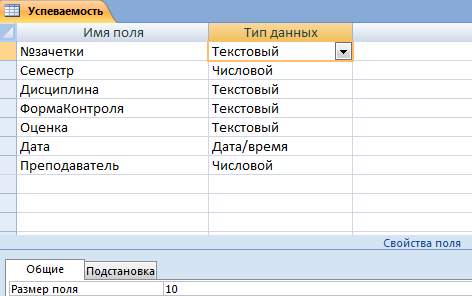 Успеваемость
Имя поля Тип данных
№зачетки Текстовый
Семестр Числовой
Дисциплина Текстовый
ФормаКонтроля Текстовый
Оценка Текстовый
Дата Дата/время
Преподаватель Числовой
Свойства поля
Общие Подстановка
Размер поля 10